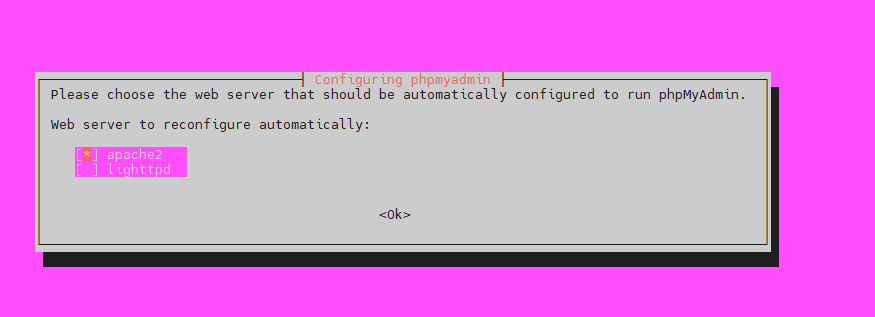 Configuring phpmyadmin
Please choose the web server that should be automatically configured to run phpMyAdmin.
Web server to reconfigure automatically:
[*] apache2
[ ] lighttpd
<Ok>